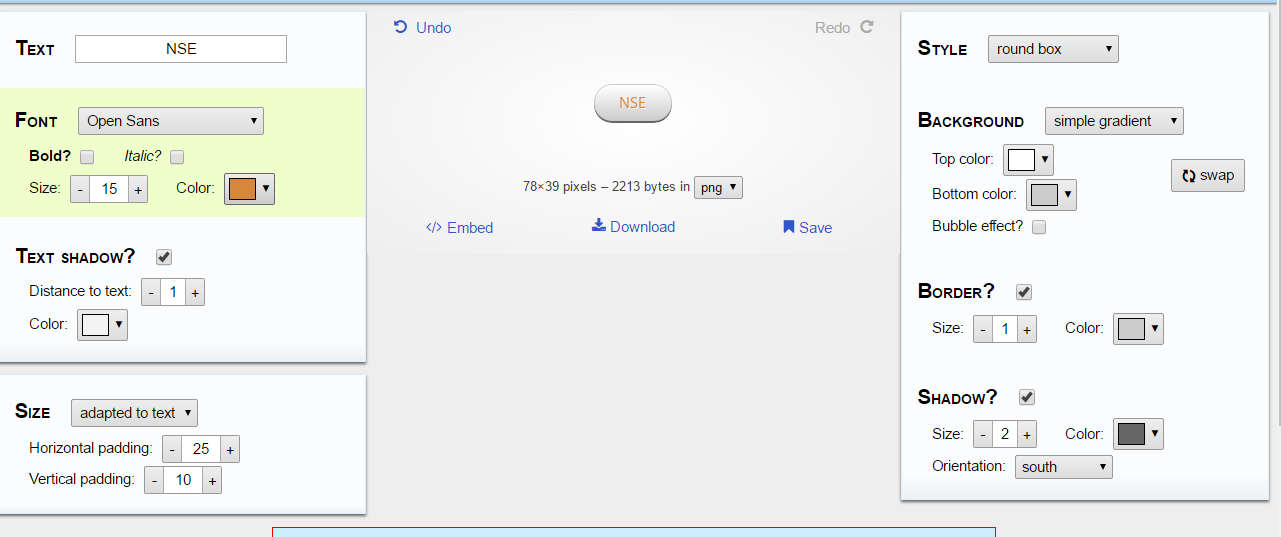 Text NSE
Font Open Sans
Bold? Italic?
Size: - 15 + Color:
Text shadow?
Distance to text: - 1 +
Color:
Size adapted to text
Horizontal padding: - 25 +
Vertical padding: - 10 +
Undo Redo
NSE
78×39 pixels – 2213 bytes in png
</> Embed Download Save
Style round box
Background simple gradient
Top color:
swap
Bottom color:
Bubble effect?
Border?
Size: - 1 + Color:
Shadow?
Size: - 2 + Color:
Orientation: south